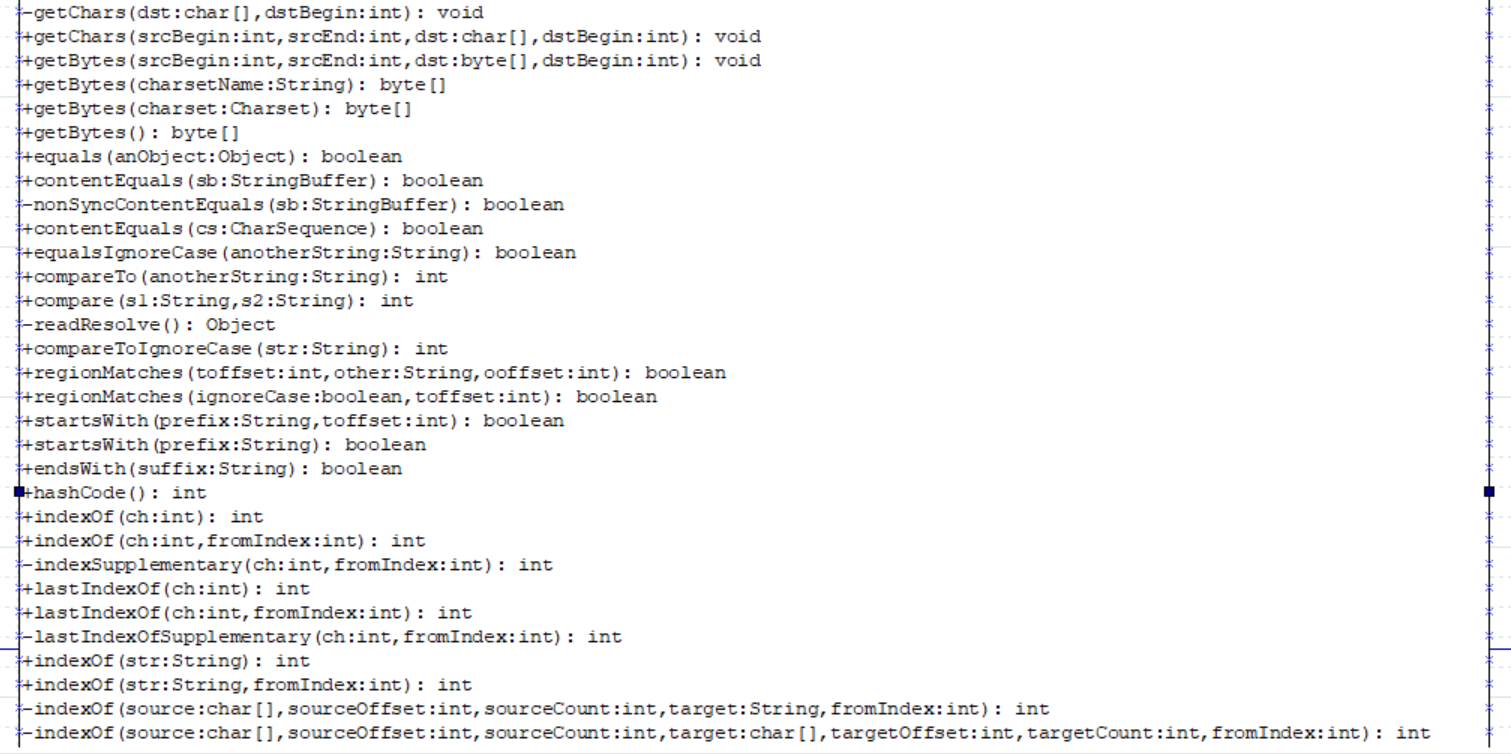 -getChars(dst:char[],dstBegin:int): void
+getChars(srcBegin:int,srcEnd:int,dst:char[],dstBegin:int): void
+getBytes(srcBegin:int,srcEnd:int,dst:byte[],dstBegin:int): void
+getBytes(charsetName:String): byte[]
+getBytes(charset:Charset): byte[]
+getBytes(): byte[]
+equals(anObject:Object): boolean
+contentEquals(sb:StringBuffer): boolean
-nonSyncContentEquals(sb:StringBuffer): boolean
+contentEquals(cs:CharSequence): boolean
+equalsIgnoreCase(anotherString:String): boolean
+compareTo(anotherString:String): int
+compare(s1:String,s2:String): int
-readResolve(): Object
+compareToIgnoreCase(str:String): int
+regionMatches(toffset:int,other:String,ooffset:int): boolean
+regionMatches(ignoreCase:boolean,toffset:int): boolean
+startsWith(prefix:String,toffset:int): boolean
+startsWith(prefix:String): boolean
+endsWith(suffix:String): boolean
+hashCode(): int
+indexOf(ch:int): int
+indexOf(ch:int,fromIndex:int): int
-indexSupplementary(ch:int,fromIndex:int): int
+lastIndexOf(ch:int): int
+lastIndexOf(ch:int,fromIndex:int): int
-lastIndexOfSupplementary(ch:int,fromIndex:int): int
+indexOf(str:String): int
+indexOf(str:String,fromIndex:int): int
-indexOf(source:char[],sourceOffset:int,sourceCount:int,target:String,fromIndex:int): int
-indexOf(source:char[],sourceOffset:int,sourceCount:int,target:char[],targetOffset:int,targetCount:int,fromIndex:int): int